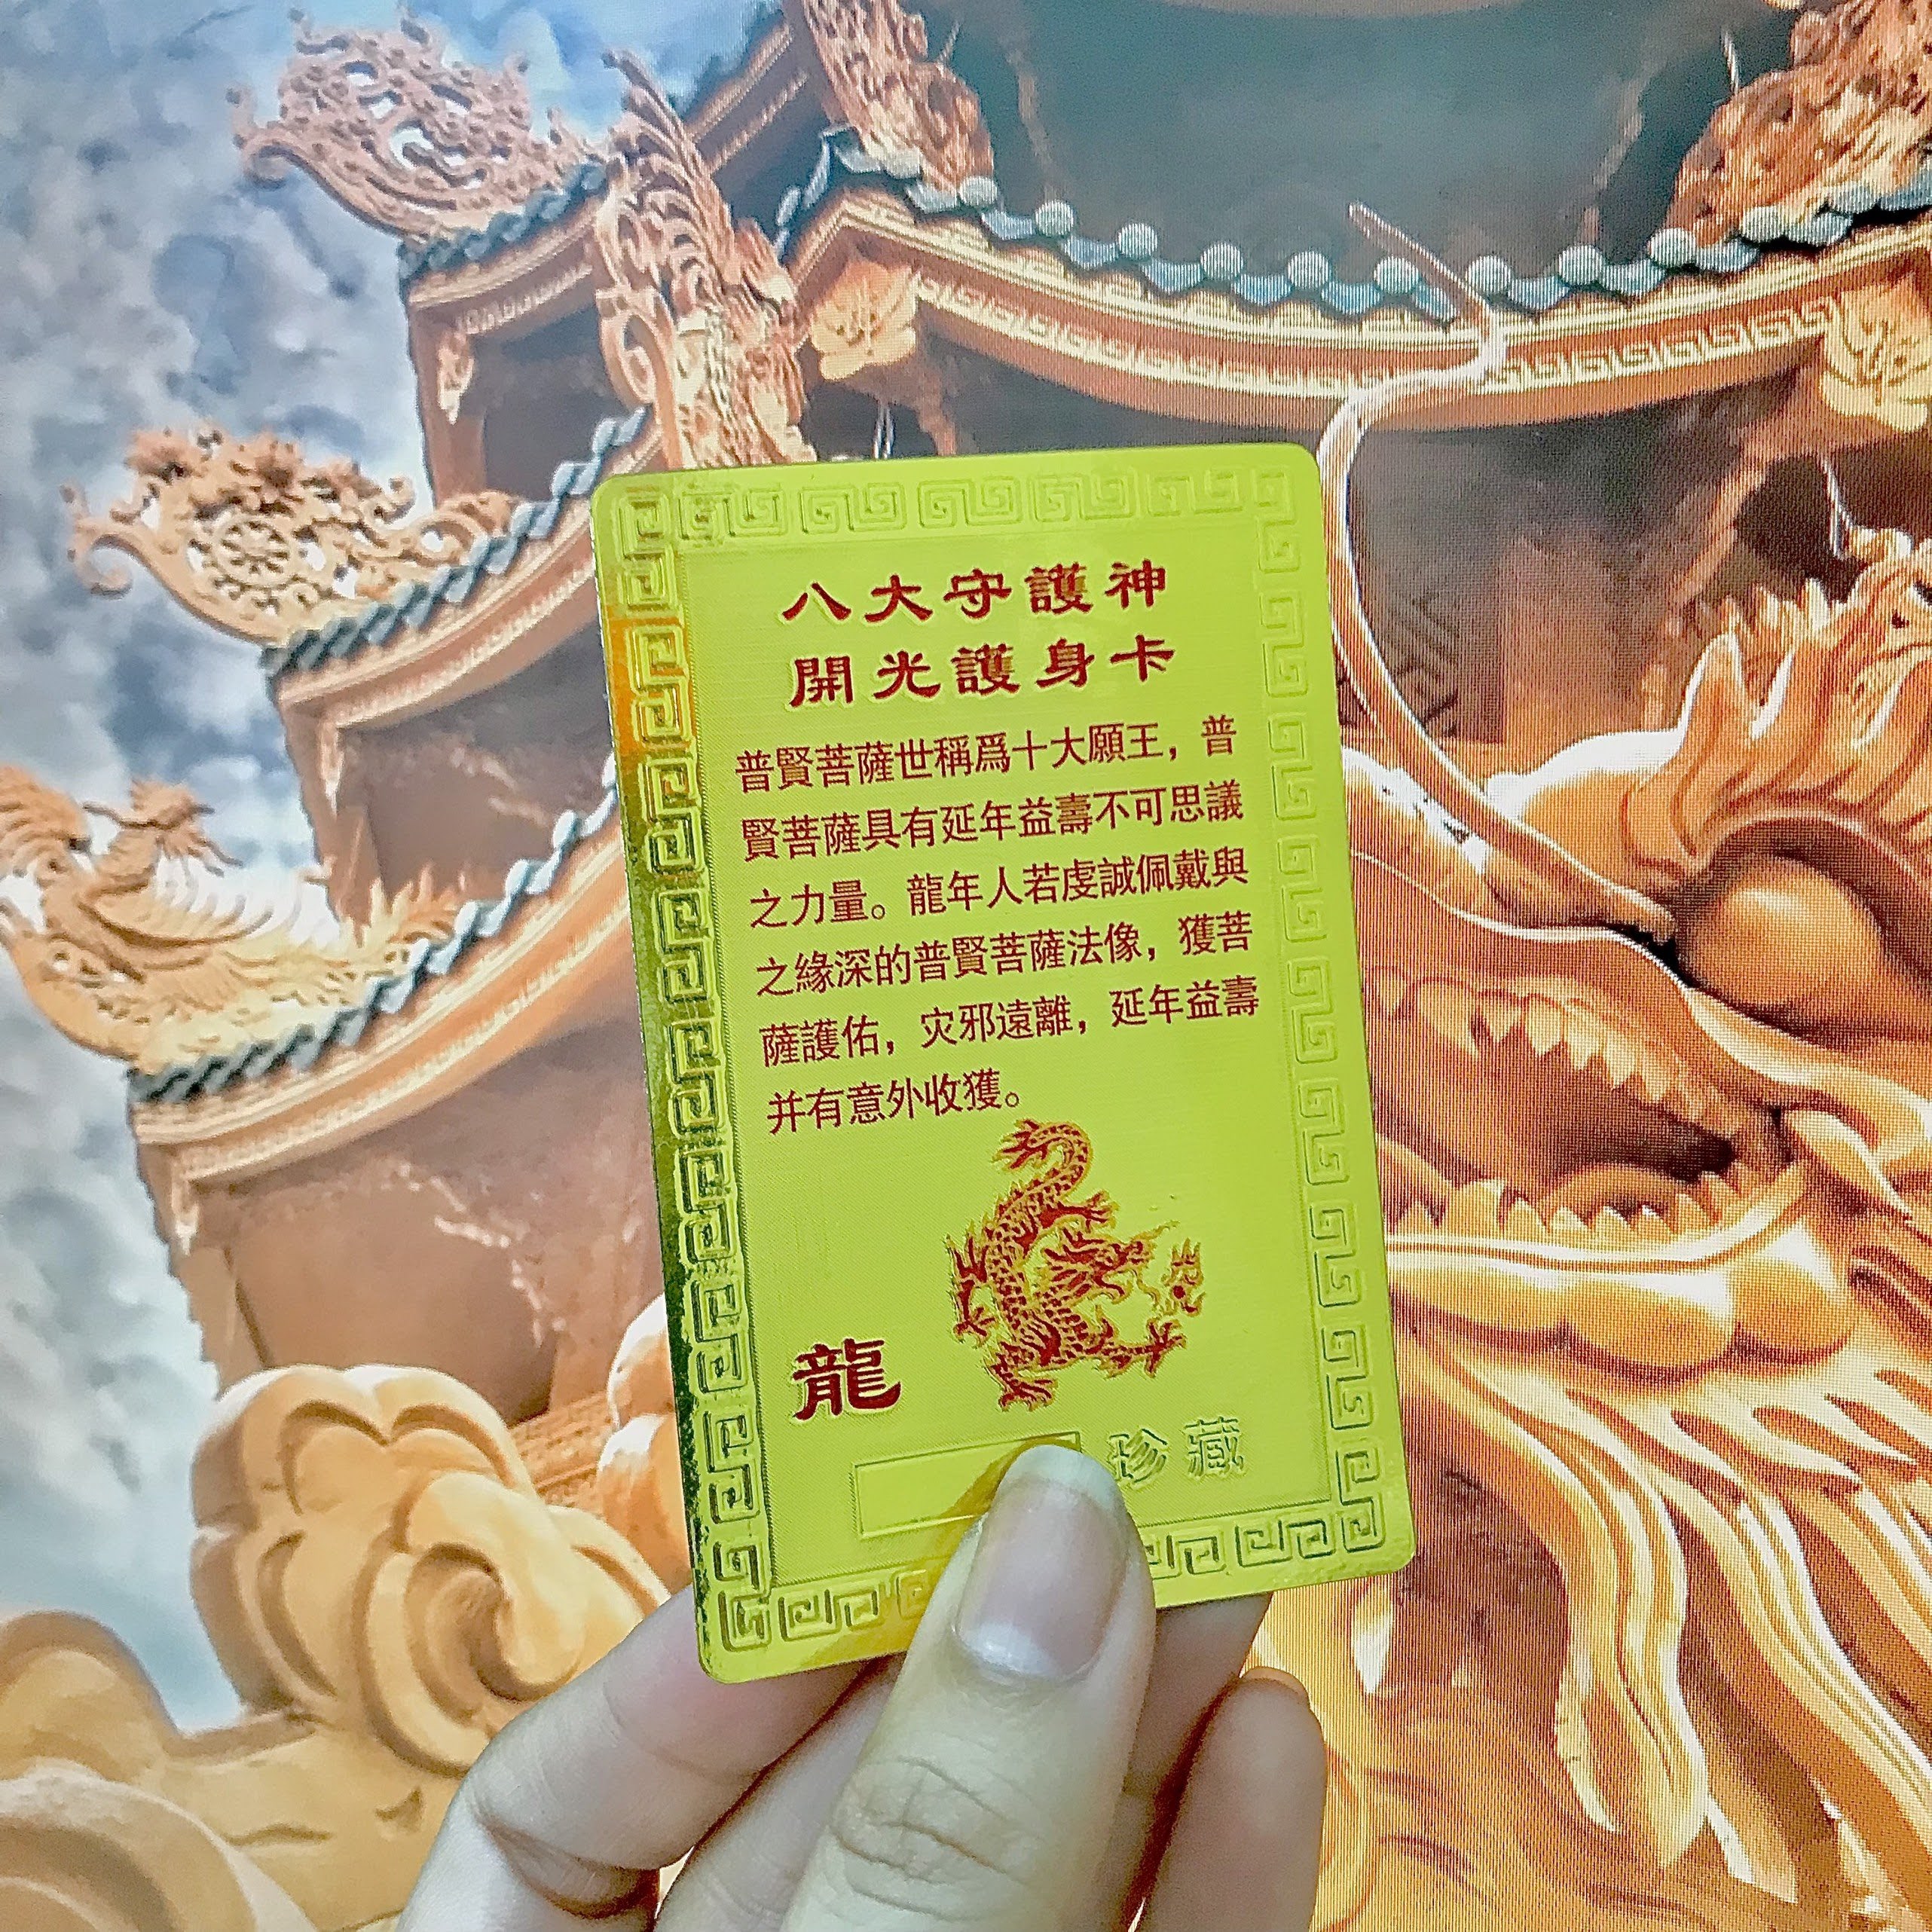 八大守護神
開光護身卡
普賢菩薩世稱爲十大願王，普
賢菩薩具有延年益壽不可思議
之力量。龍年人若虔誠佩戴與
之緣深的普賢菩薩法像，獲菩
薩護佑，灾邪遠離，延年益壽
并有意外收獲。
龍
珍藏